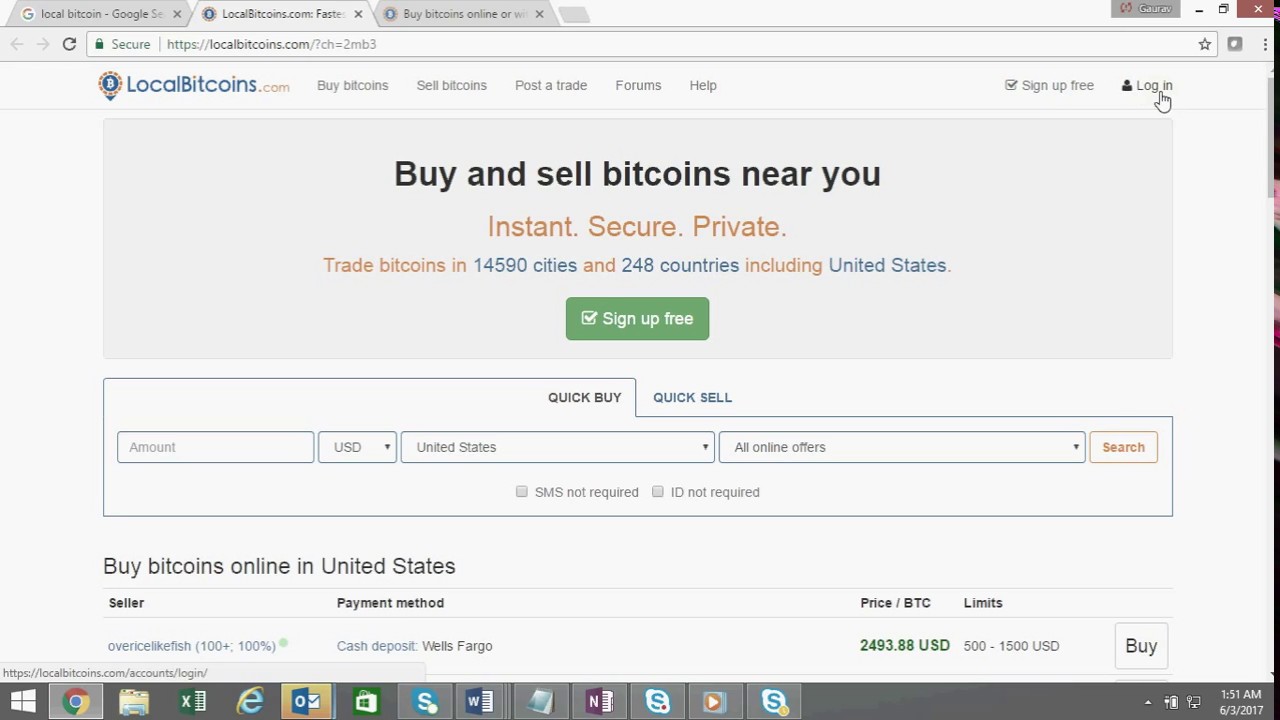 local bitcoin - Google Se
LocalBitcoins.com: Fastes
Buy bitcoins online or wi
Gaurav
Secure
https://localbitcoins.com/?ch=2mb3
LocalBitcoins.com
Buy bitcoins
Sell bitcoins
Post a trade
Forums
Help
Sign up free
Log in
Buy and sell bitcoins near you
Instant. Secure. Private.
Trade bitcoins in 14590 cities and 248 countries including United States.
Sign up free
QUICK BUY
QUICK SELL
Amount
USD
United States
All online offers
Search
SMS not required
ID not required
Buy bitcoins online in United States
Seller
Payment method
Price / BTC
Limits
overicelikefish (100+; 100%)
Cash deposit: Wells Fargo
2493.88 USD
500 - 1500 USD
Buy
https://localbitcoins.com/accounts/login/
1:51 AM
6/3/2017